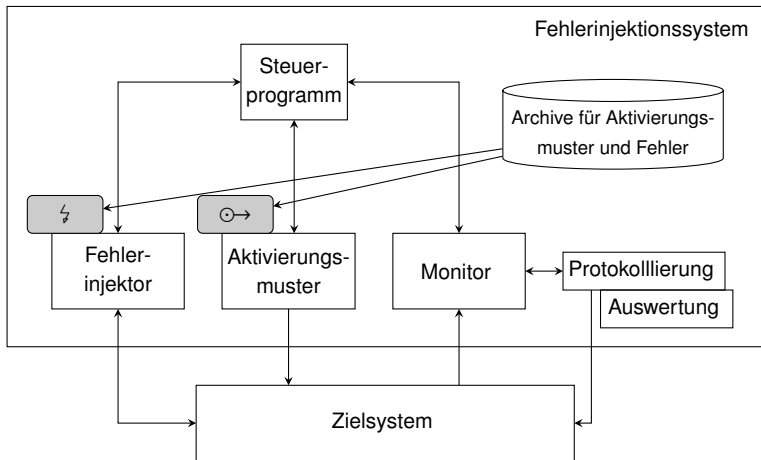 Fehlerinjektionssystem
Steuer-
programm
Archive für Aktivierungs-
muster und Fehler
Fehler-
injektor
Aktivierungs-
muster
Monitor
Protokolllierung
Auswertung
Zielsystem